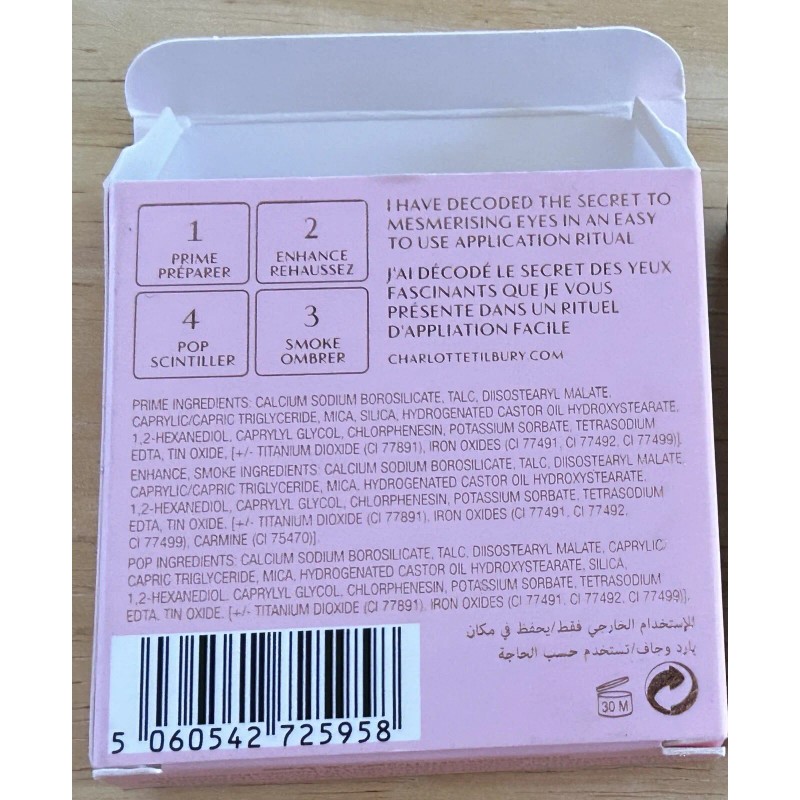 1
PRIME
PRÉPARER
2
ENHANCE
REHAUSSEZ
4
POP
SCINTILLER
3
SMOKE
OMBRER
I HAVE DECODED THE SECRET TO
MESMERISING EYES IN AN EASY
TO USE APPLICATION RITUAL
J'AI DÉCODÉ LE SECRET DES YEUX
FASCINANTS QUE JE VOUS
PRÉSENTE DANS UN RITUEL
D'APPLIATION FACILE
CHARLOTTETILBURY.COM
PRIME INGREDIENTS: CALCIUM SODIUM BOROSILICATE, TALC, DIISOSTEARYL MALATE,
CAPRYLIC/CAPRIC TRIGLYCERIDE, MICA, SILICA, HYDROGENATED CASTOR OIL HYDROXYSTEARATE,
1,2-HEXANEDIOL, CAPRYLYL GLYCOL, CHLORPHENESIN, POTASSIUM SORBATE, TETRASODIUM
EDTA, TIN OXIDE, [+/- TITANIUM DIOXIDE (CI 77891), IRON OXIDES (CI 77491, CI 77492, CI 77499)].
ENHANCE, SMOKE INGREDIENTS: CALCIUM SODIUM BOROSILICATE, TALC, DIISOSTEARYL MALATE,
CAPRYLIC/CAPRIC TRIGLYCERIDE, MICA, HYDROGENATED CASTOR OIL HYDROXYSTEARATE,
1,2-HEXANEDIOL, CAPRYLYL GLYCOL, CHLORPHENESIN, POTASSIUM SORBATE, TETRASODIUM
EDTA, TIN OXIDE, [+/- TITANIUM DIOXIDE (CI 77891), IRON OXIDES (CI 77491, CI 77492,
CI 77499), CARMINE (CI 75470)].
POP INGREDIENTS: CALCIUM SODIUM BOROSILICATE, TALC, DIISOSTEARYL MALATE, CAPRYLIC/
CAPRIC TRIGLYCERIDE, MICA, HYDROGENATED CASTOR OIL HYDROXYSTEARATE, SILICA,
1,2-HEXANEDIOL, CAPRYLYL GLYCOL, CHLORPHENESIN, POTASSIUM SORBATE, TETRASODIUM
EDTA, TIN OXIDE, [+/- TITANIUM DIOXIDE (CI 77891), IRON OXIDES (CI 77491, CI 77492, CI 77499)].
للإستخدام الخارجي فقط/يحفظ في مكان
بارد وجاف/تستخدم حسب الحاجة
30 M
5 060542 725958